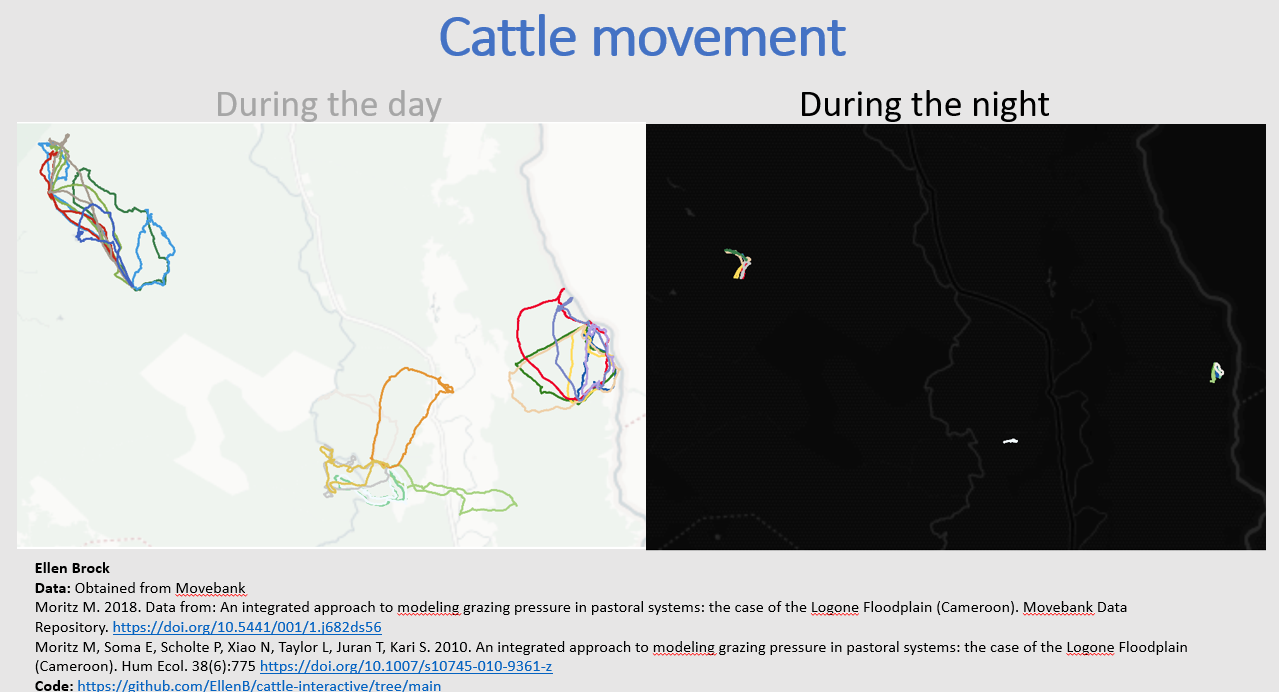 Cattle movement
During the day
During the night
Ellen Brock
Data: Obtained from Movebank
Moritz M. 2018. Data from: An integrated approach to modeling grazing pressure in pastoral systems: the case of the Logone Floodplain (Cameroon). Movebank Data
Repository. https://doi.org/10.5441/001/1.j682ds56
Moritz M, Soma E, Scholte P, Xiao N, Taylor L, Juran T, Kari S. 2010. An integrated approach to modeling grazing pressure in pastoral systems: the case of the Logone Floodplain
(Cameroon). Hum Ecol. 38(6):775 https://doi.org/10.1007/s10745-010-9361-z
Code: https://github.com/EllenB/cattle-interactive/tree/main